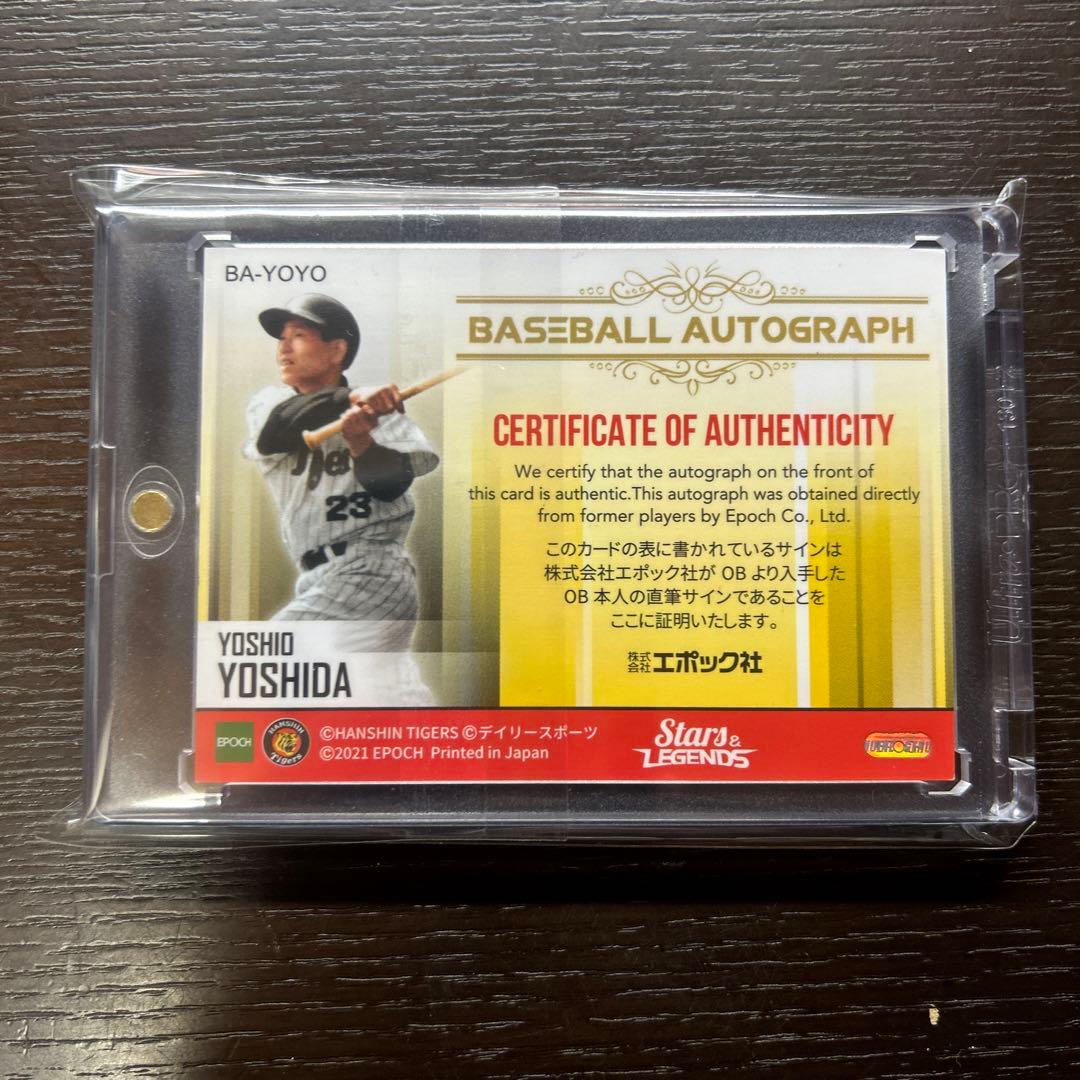 BA-YOYO
BASEBALL AUTOGRAPH
CERTIFICATE OF AUTHENTICITY
We certify that the autograph on the front of
this card is authentic.This autograph was obtained directly
from former players by Epoch Co., Ltd.
このカードの表に書かれているサインは
株式会社エポック社が OB より入手した
OB 本人の直筆サインであることを
ここに証明いたします。
株式会社エポック社
23
YOSHIO
YOSHIDA
EPOCH
HANSHIN
Tigers
©HANSHIN TIGERS ©デイリースポーツ
©2021 EPOCH Printed in Japan
Stars &
LEGENDS